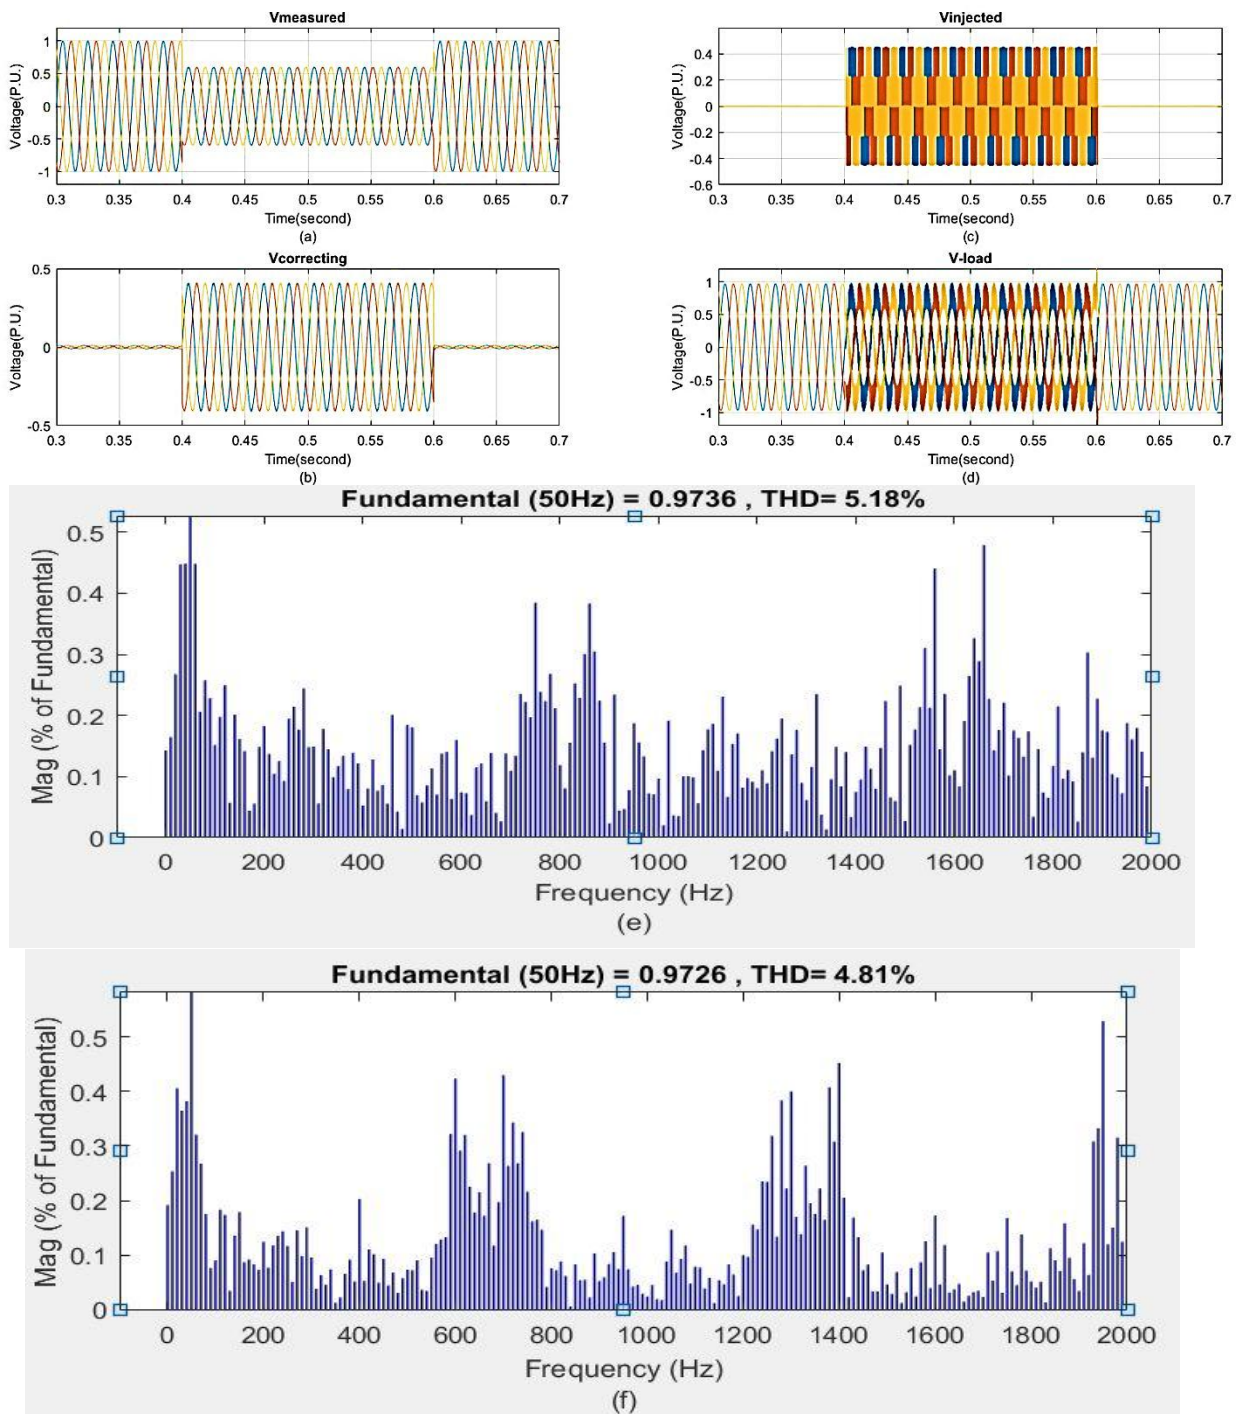 Vmeasured
Voltage(P.U.)
1
0.5
0
-0.5
-1
0.3 0.35 0.4 0.45 0.5 0.55 0.6 0.65 0.7
Time(second)
(a)
Vinjected
Voltage(P.U.)
0.4
0.2
0
-0.2
-0.4
-0.6
0.3 0.35 0.4 0.45 0.5 0.55 0.6 0.65 0.7
Time(second)
(c)
Vcorrecting
Voltage(P.U.)
0.5
0
-0.5
0.3 0.35 0.4 0.45 0.5 0.55 0.6 0.65 0.7
Time(second)
(b)
V-load
Voltage(P.U.)
1
0.5
0
-0.5
-1
0.3 0.35 0.4 0.45 0.5 0.55 0.6 0.65 0.7
Time(second)
(d)
Fundamental (50Hz) = 0.9736 , THD= 5.18%
Mag (% of Fundamental)
0.5
0.4
0.3
0.2
0.1
0
0 200 400 600 800 1000 1200 1400 1600 1800 2000
Frequency (Hz)
(e)
Fundamental (50Hz) = 0.9726 , THD= 4.81%
Mag (% of Fundamental)
0.5
0.4
0.3
0.2
0.1
0
0 200 400 600 800 1000 1200 1400 1600 1800 2000
Frequency (Hz)
(f)